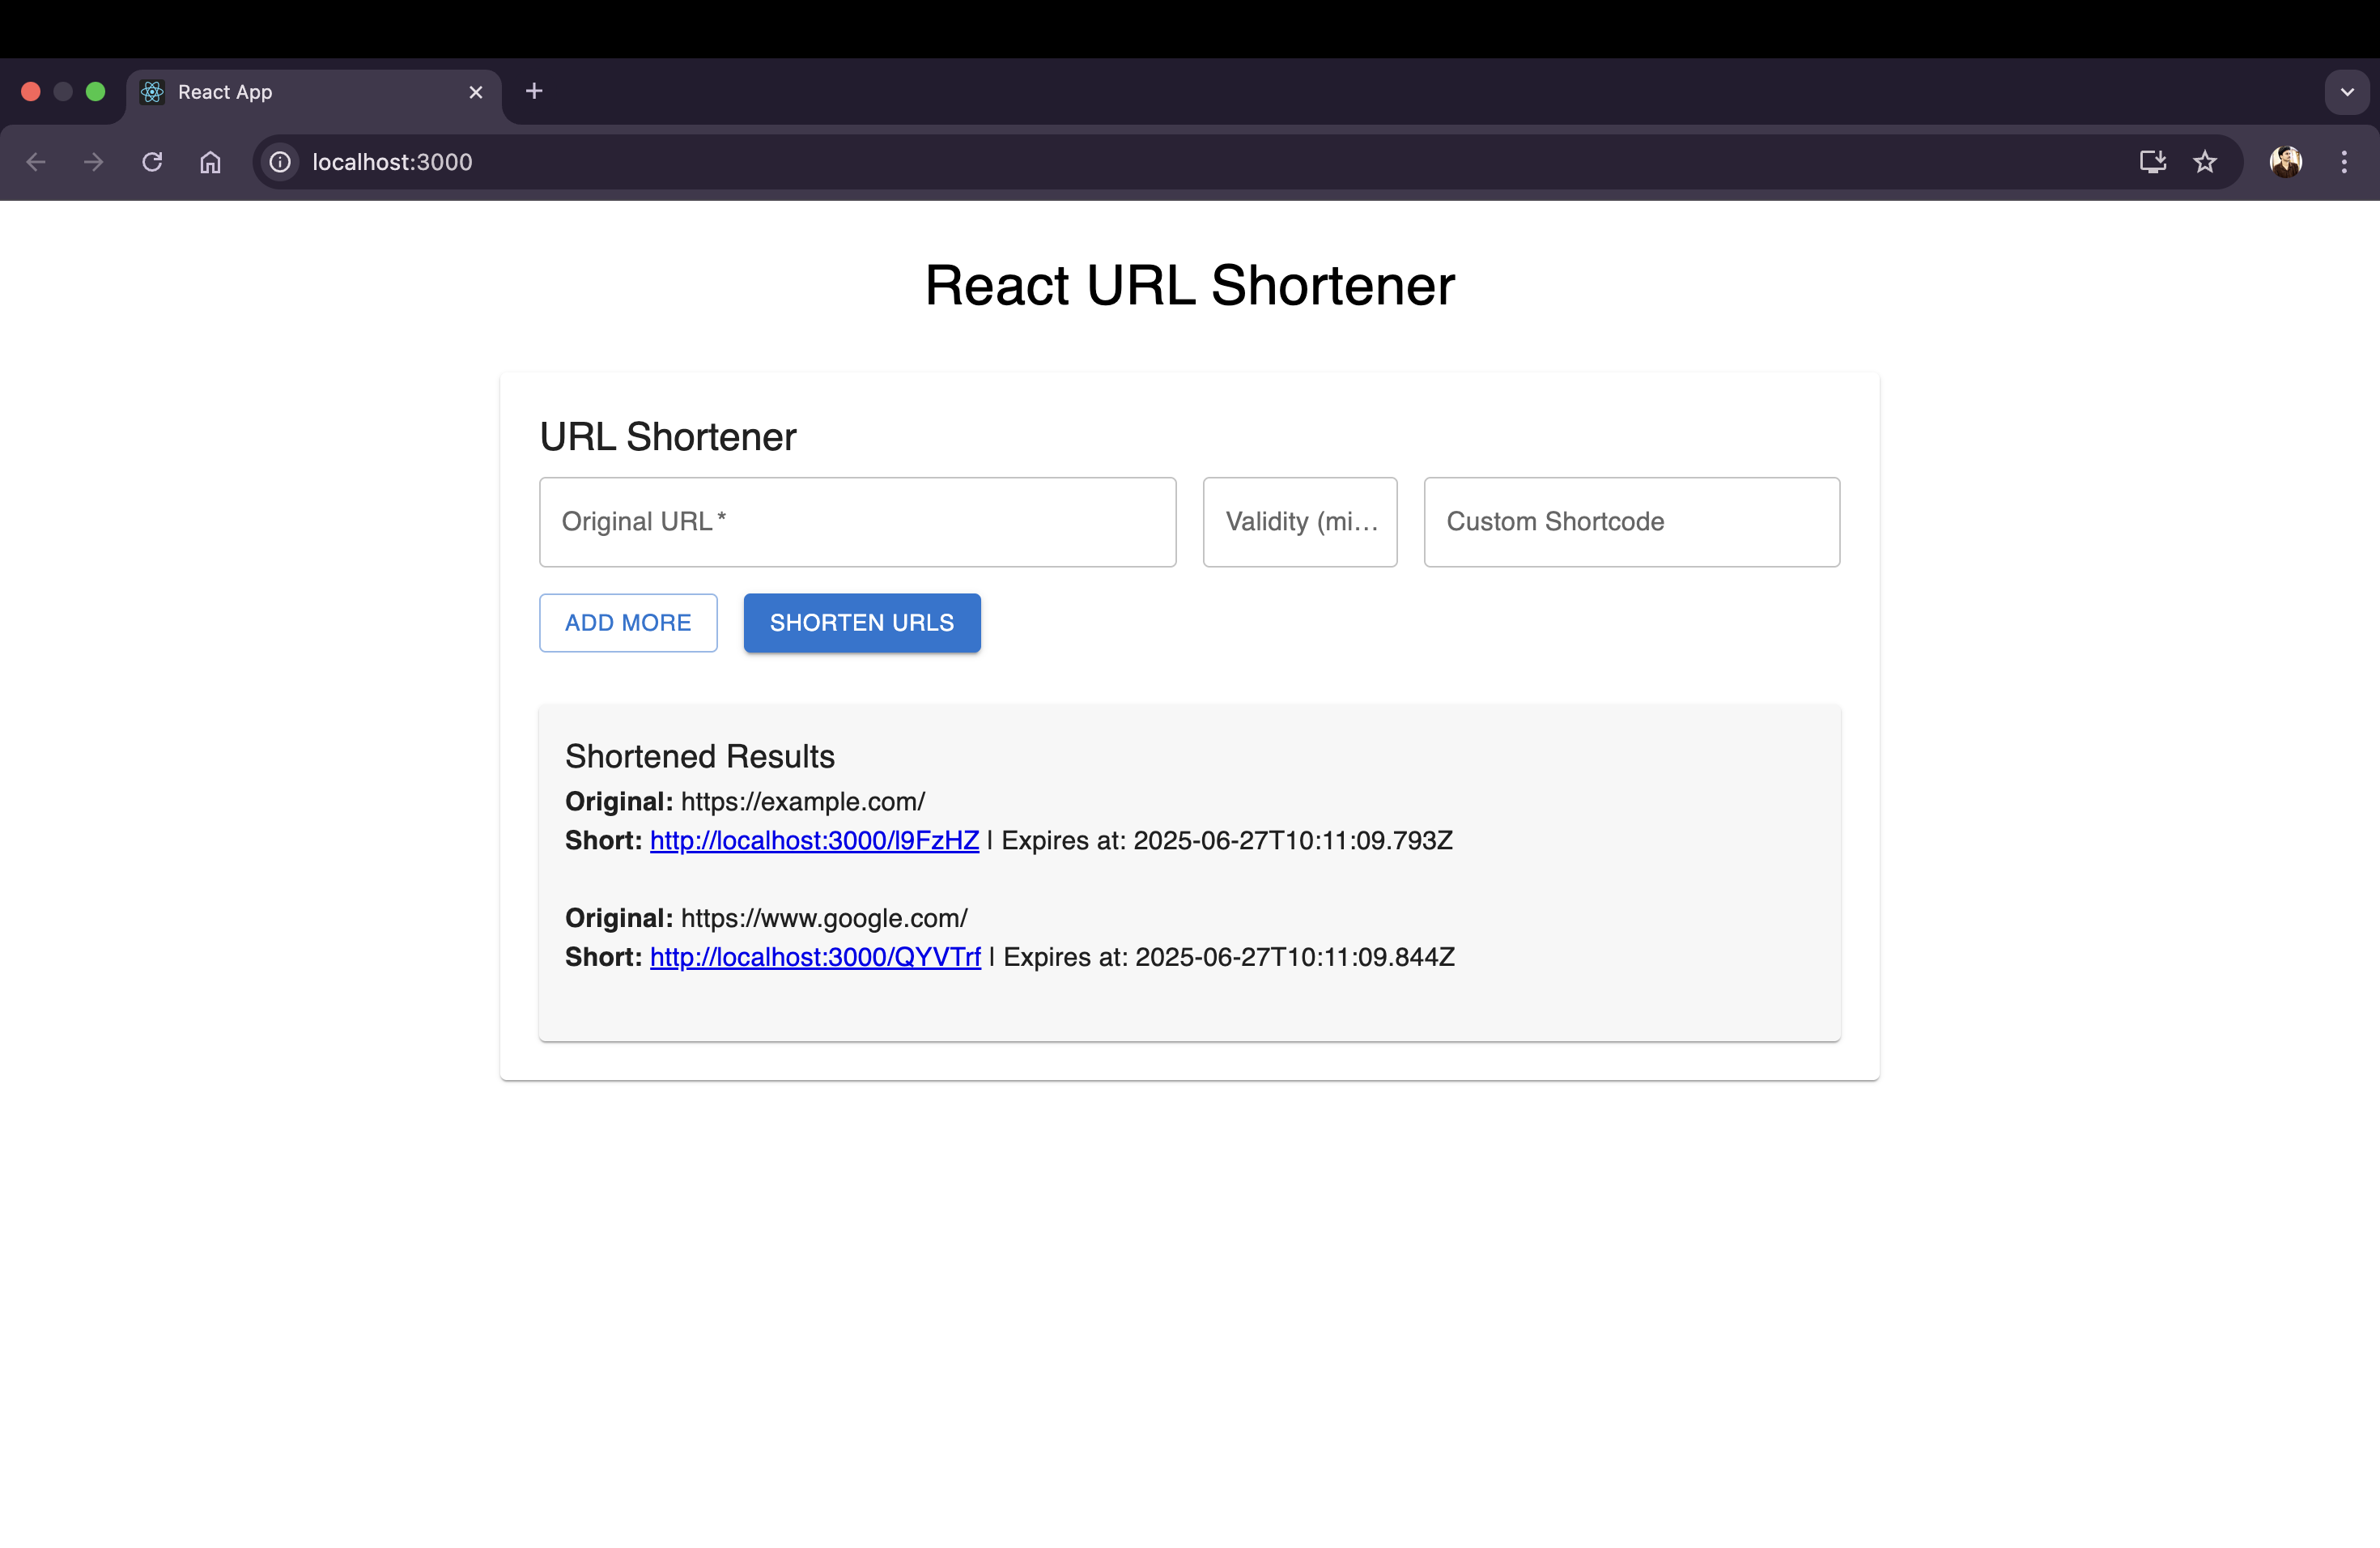 React App
localhost:3000
React URL Shortener
URL Shortener
Original URL *
Validity (mi...
Custom Shortcode
ADD MORE
SHORTEN URLS
Shortened Results
Original: https://example.com/
Short: http://localhost:3000/l9FzHZ | Expires at: 2025-06-27T10:11:09.793Z
Original: https://www.google.com/
Short: http://localhost:3000/QYVTrf | Expires at: 2025-06-27T10:11:09.844Z